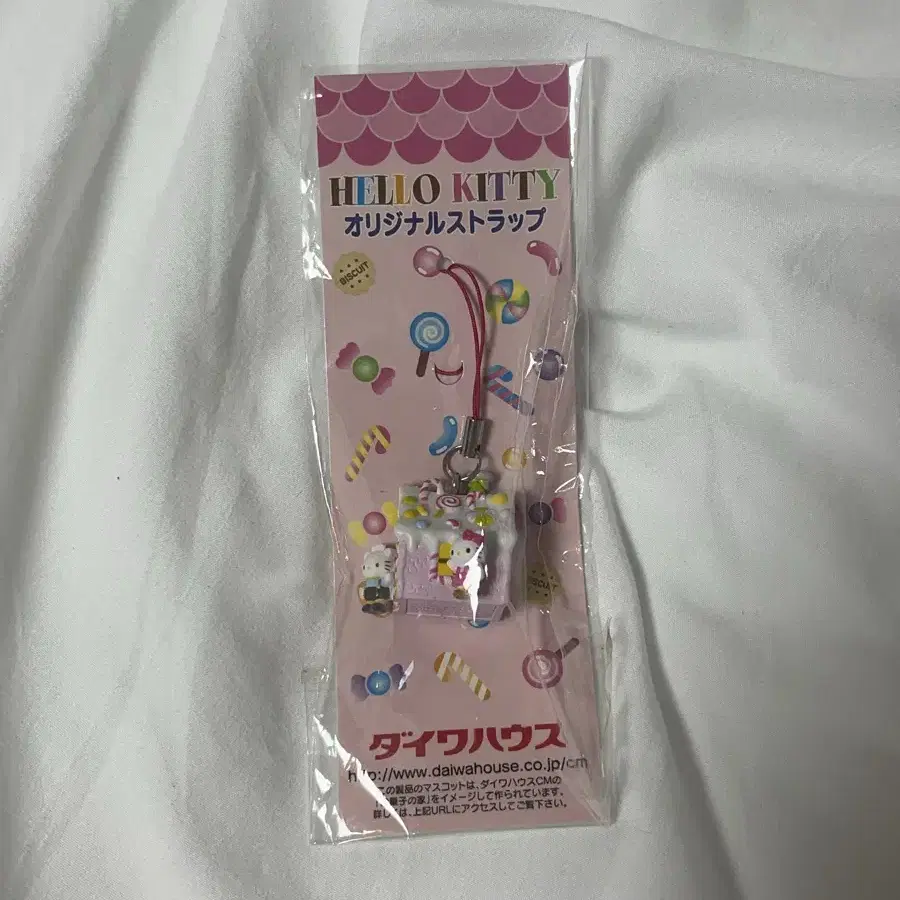 HELLO KITTY
オリジナルストラップ
BISCUIT
BISCUIT
ダイワハウス
http://www.daiwahouse.co.jp/cm
この製品のマスコットは、ダイワハウスCMの
「お菓子の家」をイメージして作られています。
詳しくは、上記URLにアクセスしてご覧下さい。